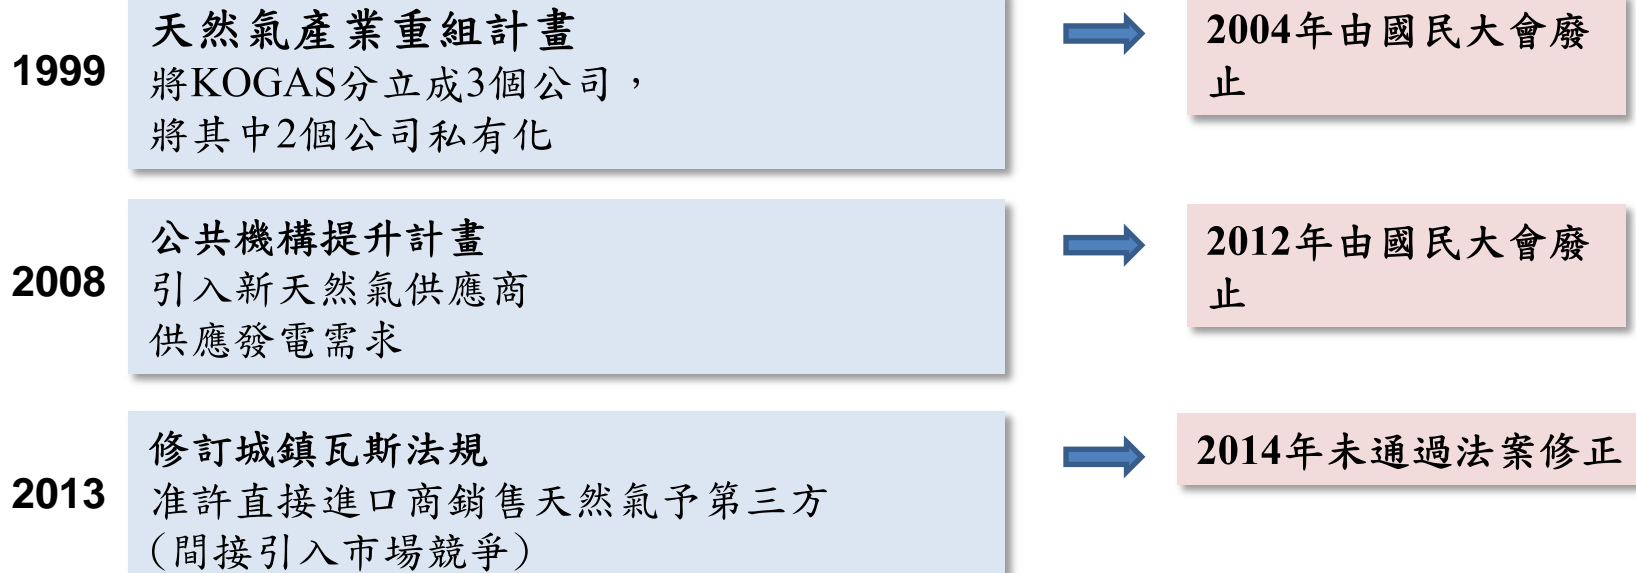 1999
天然氣產業重組計畫
將KOGAS分立成3個公司，
將其中2個公司私有化
2004年由國民大會廢
止
2008
公共機構提升計畫
引入新天然氣供應商
供應發電需求
2012年由國民大會廢
止
2013
修訂城鎮瓦斯法規
准許直接進口商銷售天然氣予第三方
(間接引入市場競爭)
2014年未通過法案修正